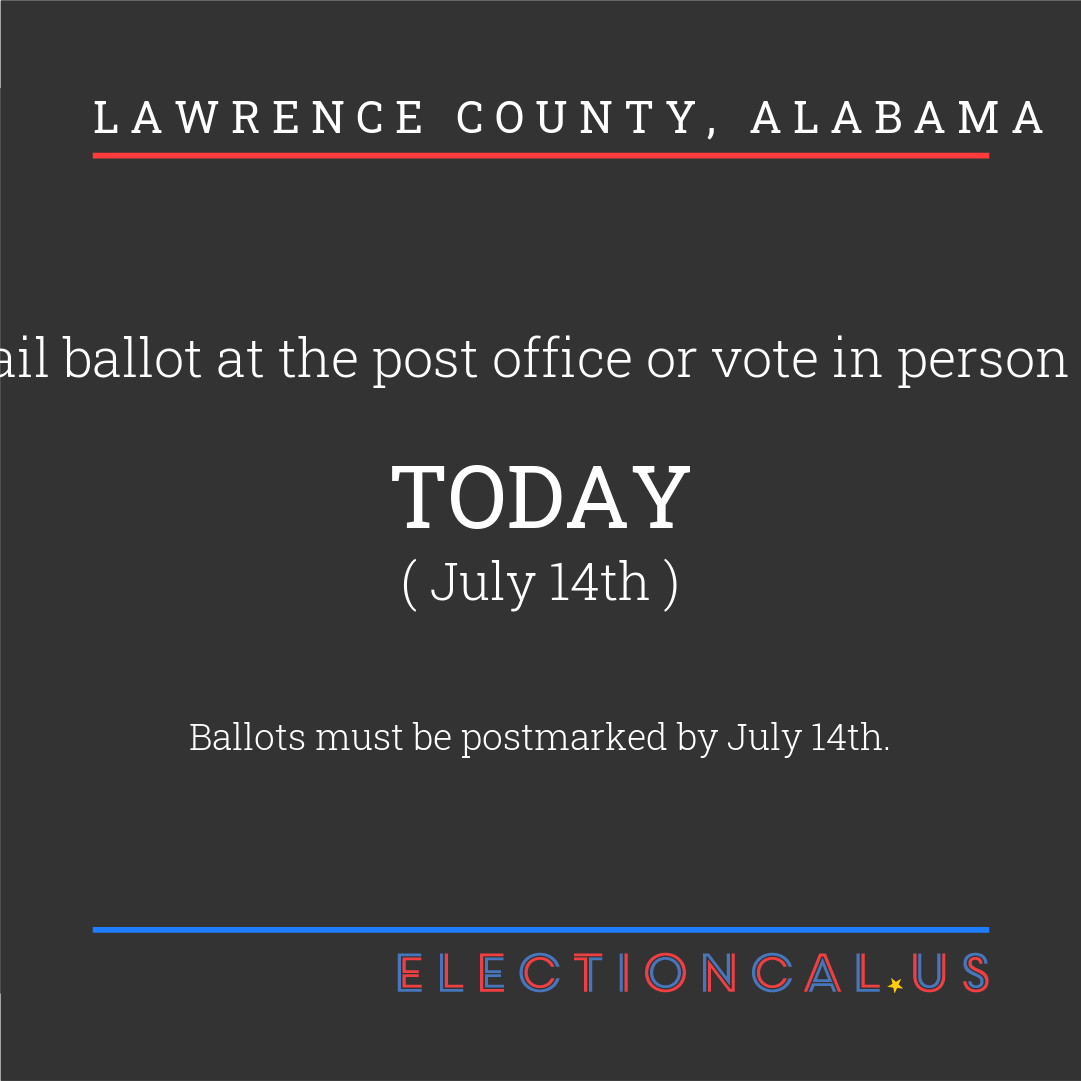 LAWRENCE COUNTY, ALABAMA
ail ballot at the post office or vote in person
TODAY
( July 14th )
Ballots must be postmarked by July 14th.
ELECTIONCAL.US